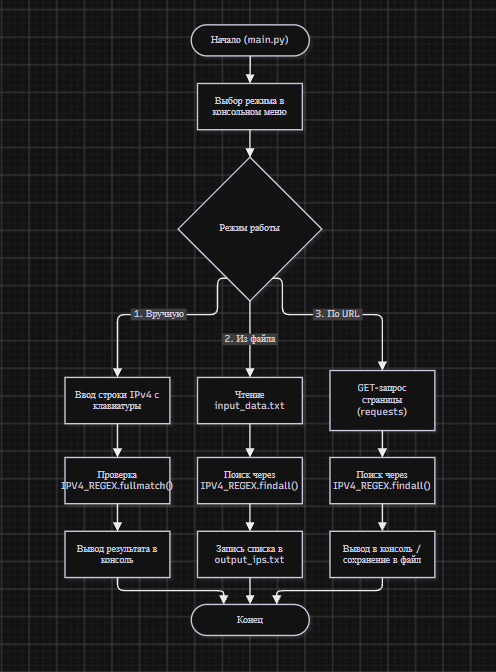 Начало (main.py)
Выбор режима в
консольном меню
Режим работы
1. Вручную
3. По URL
2. Из файла
Ввод строки IPv4 с
клавиатуры
Чтение
input_data.txt
GET-запрос
страницы
(requests)
Проверка
IPV4_REGEX.fullmatch()
Поиск через
IPV4_REGEX.findall()
Поиск через
IPV4_REGEX.findall()
Вывод результата в
консоль
Запись списка в
output_ips.txt
Вывод в консоль /
сохранение в файл
Конец